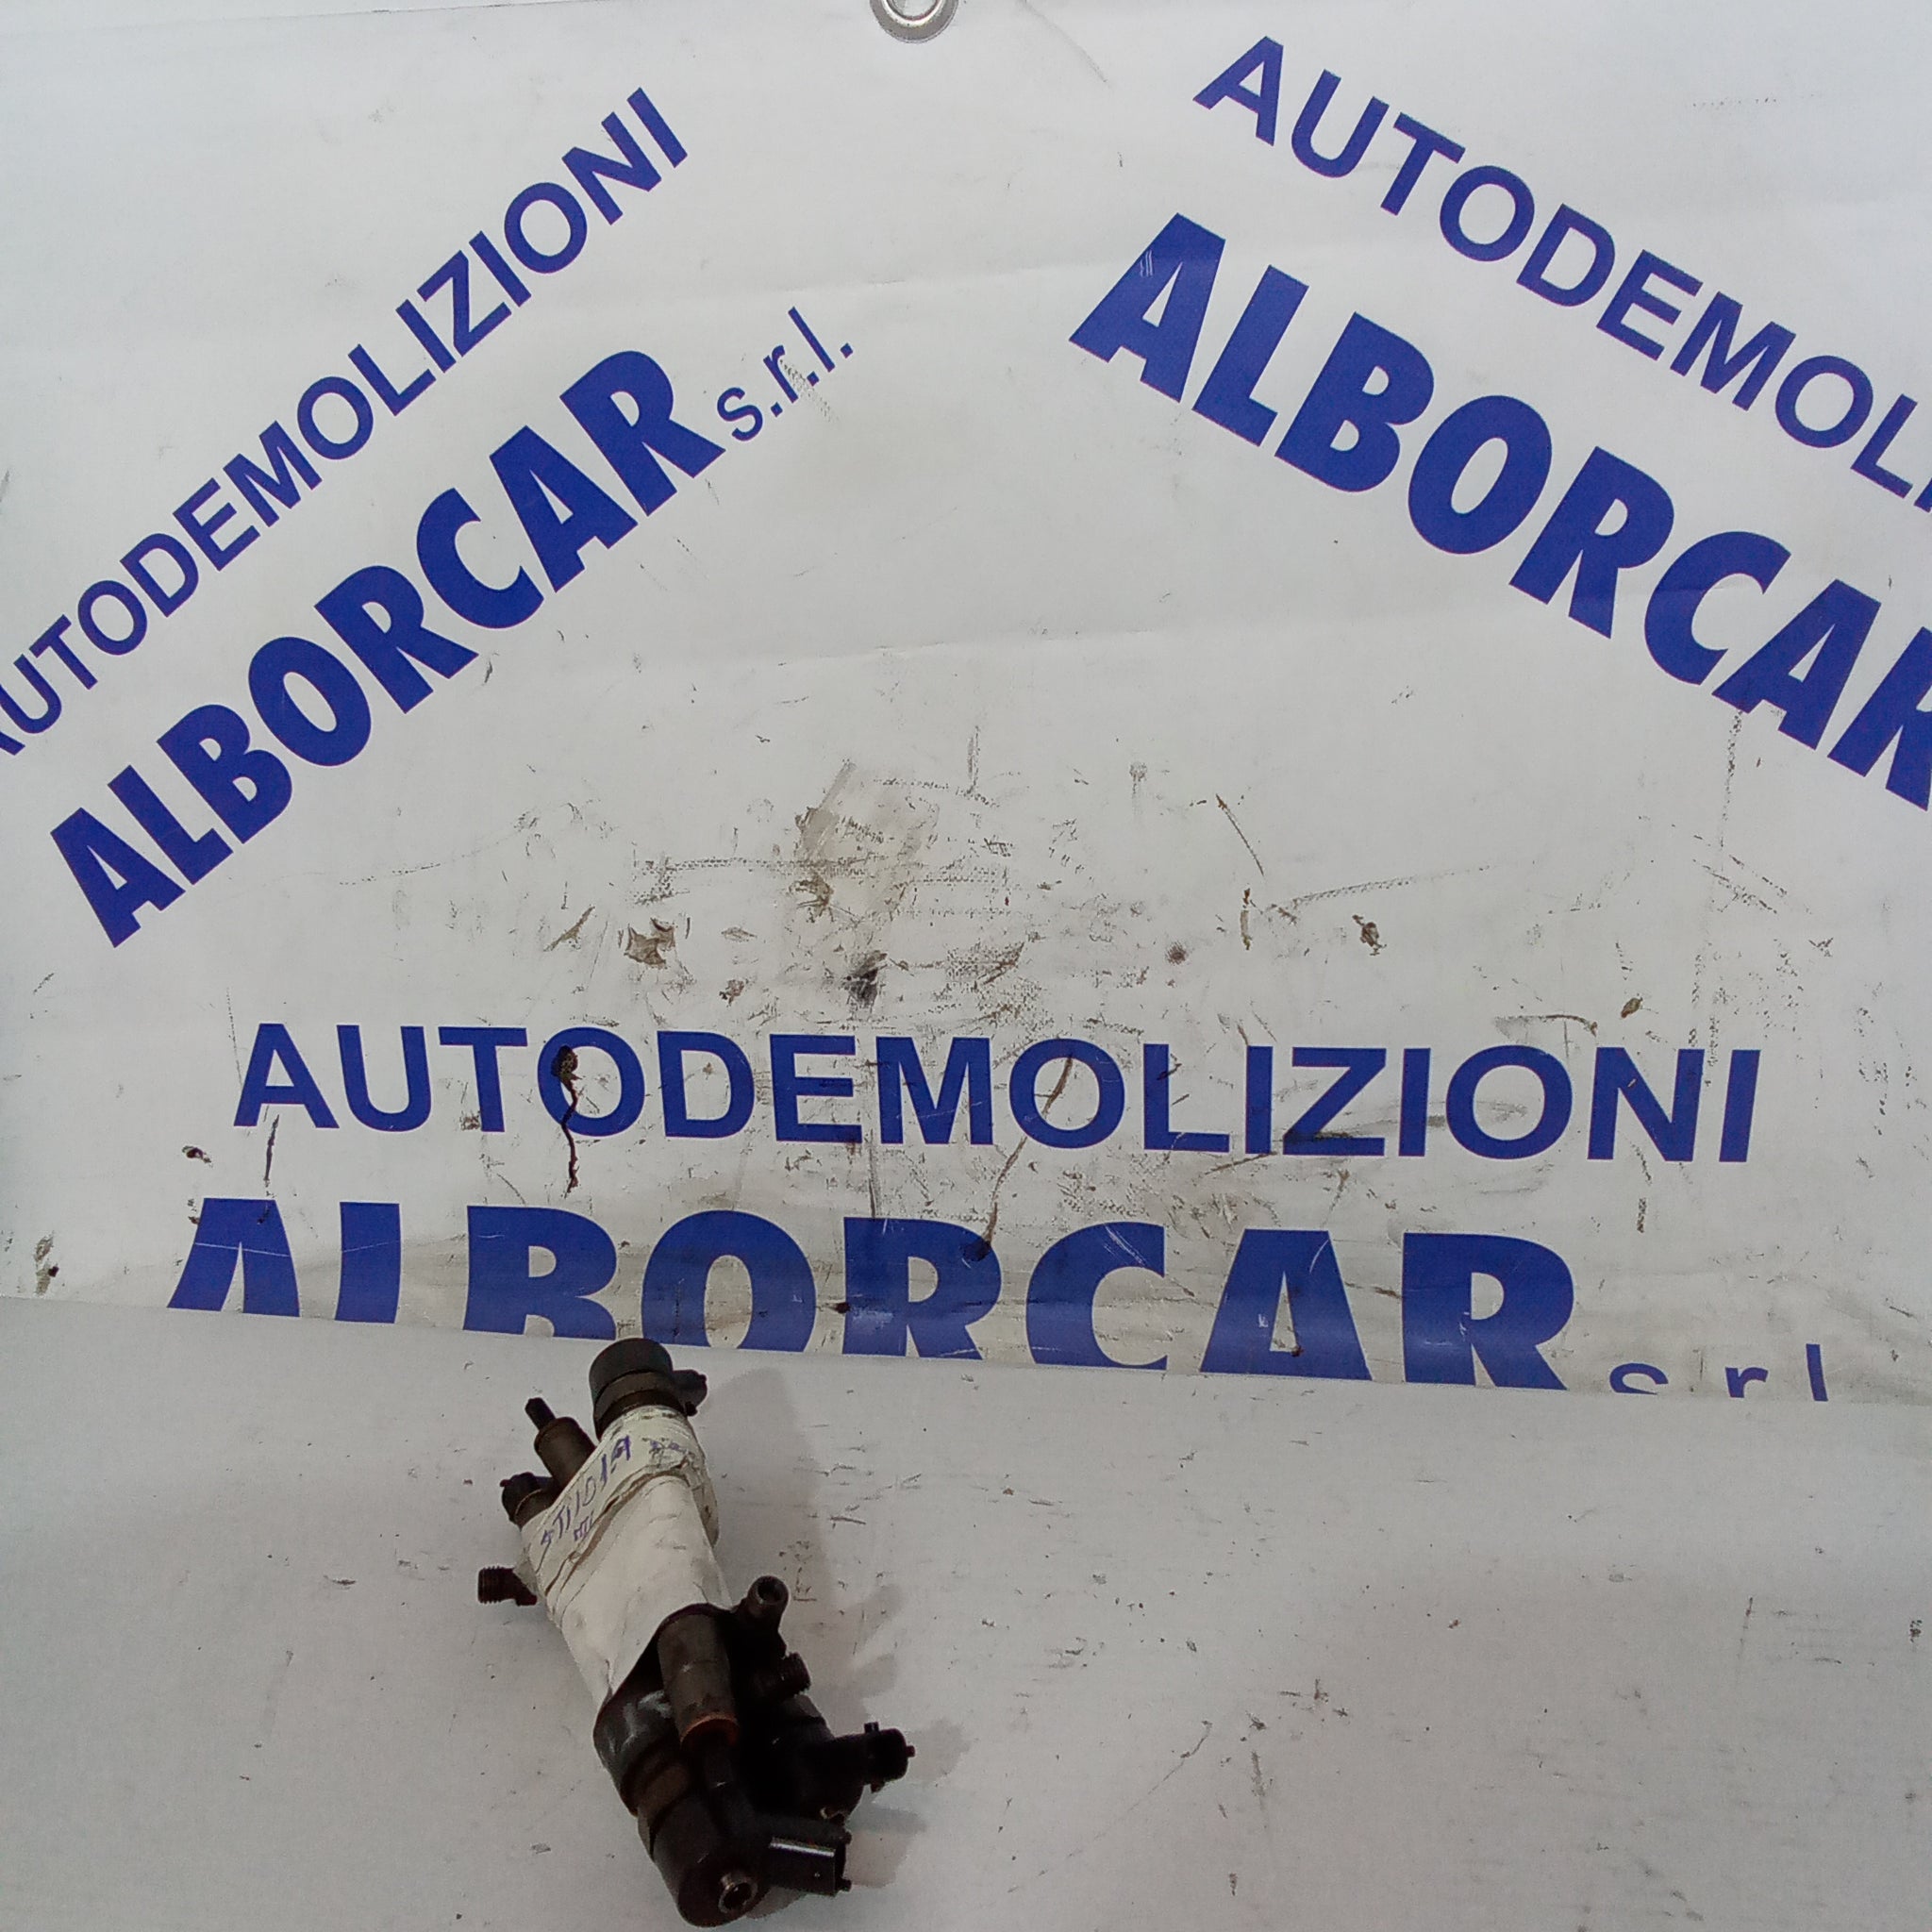 AUTODEMOLIZIONI
ALBORCAR s.r.l.
AUTODEMOLI
ALBORCAR
AUTODEMOLIZIONI
ALBORCAR s r l